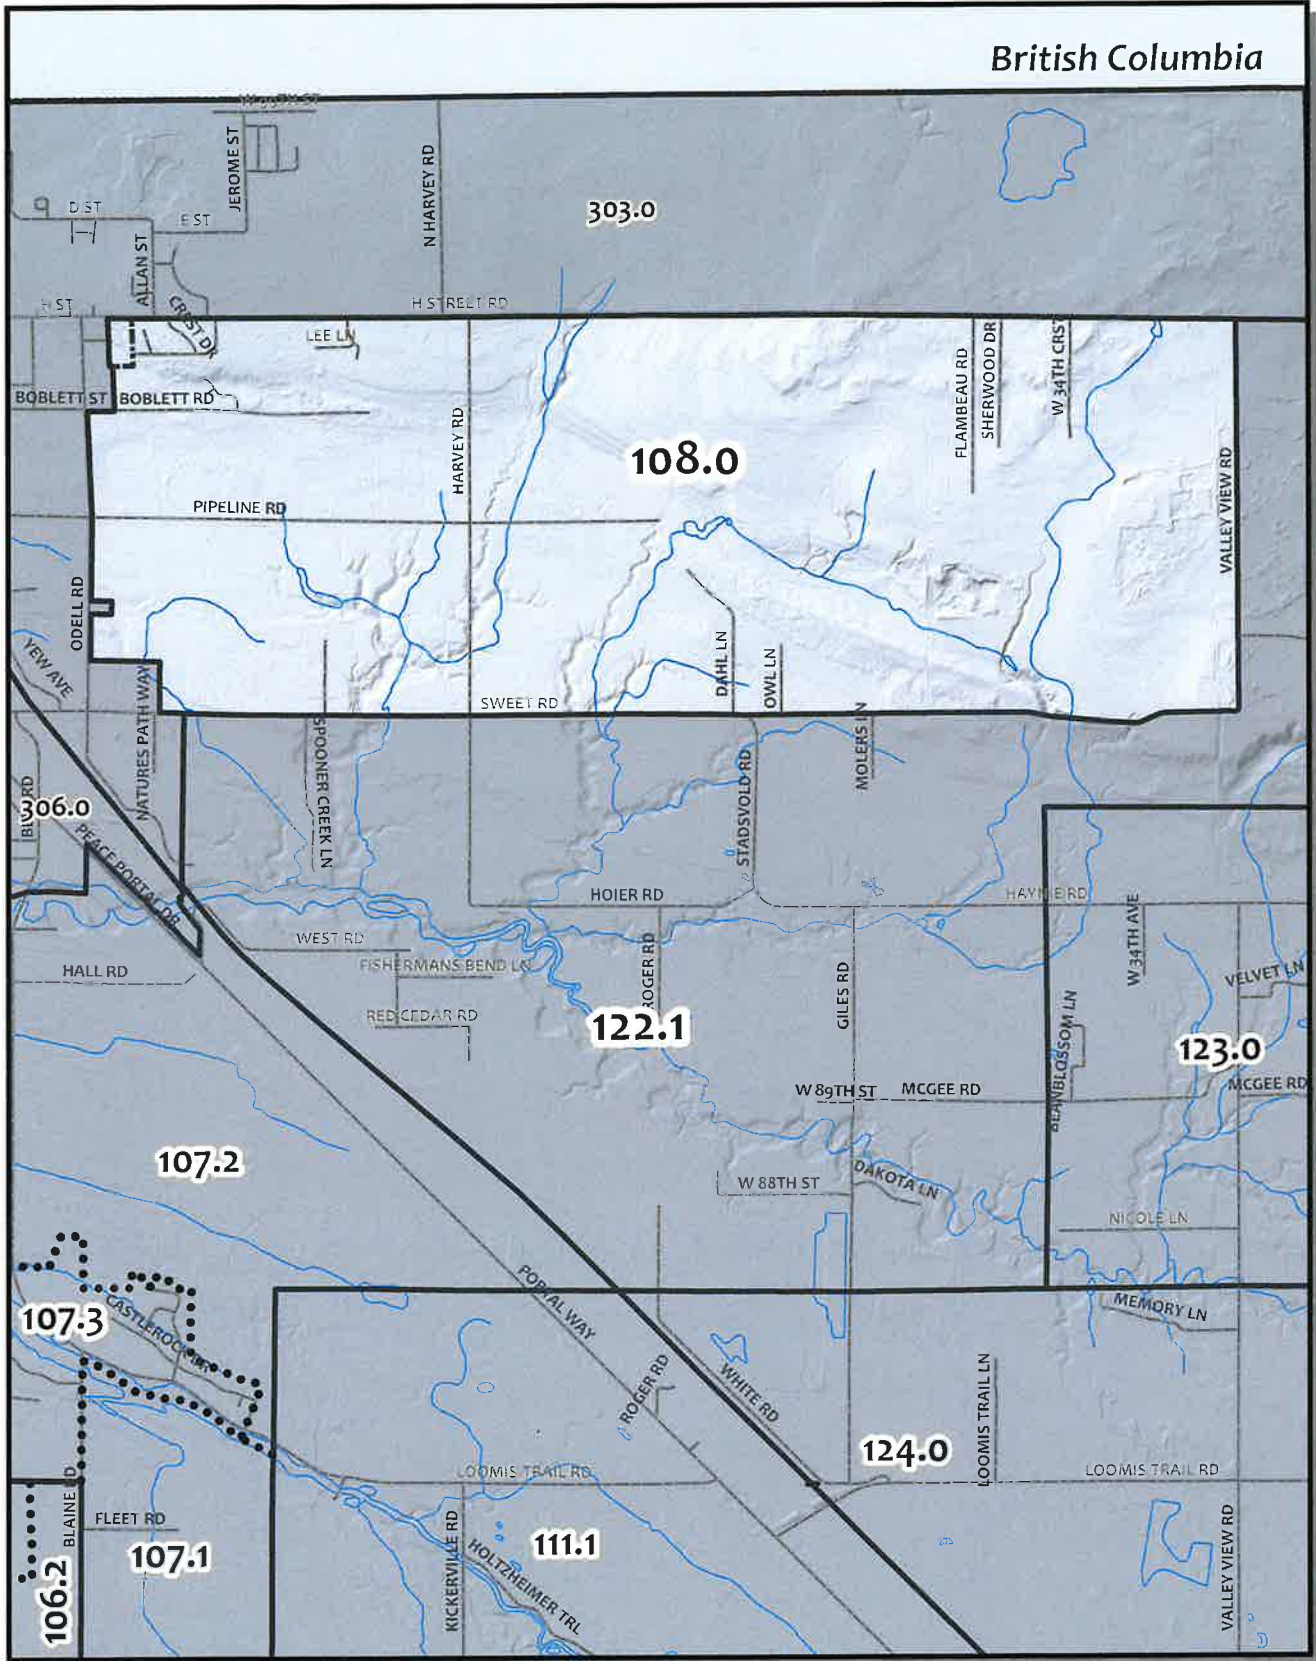 British Columbia
W 99TH ST
JEROME ST
N HARVEY RD
303.0
D ST
E ST
ALLAN ST
H ST
CREST DR
H STREET RD
LEE LN
FLAMBEAU RD
SHERWOOD DR
W 34TH CRST
BOBLETT ST
BOBLETT RD
HARVEY RD
108.0
VALLEY VIEW RD
PIPELINE RD
ODELL RD
YEW AVE
NATURES PATH WAY
DAHL LN
OWL LN
SWEET RD
SPOONER CREEK LN
MOLERS LN
STADSVOLD RD
306.0
PEACE PORTAL DR
HOIER RD
HAYNIE RD
W 34TH AVE
WEST RD
HALL RD
FISHERMANS BEND LN
ROGER RD
GILES RD
VELVET LN
RED CEDAR RD
122.1
BEANBLOSSOM LN
123.0
W 89TH ST
MCGEE RD
MCGEE RD
107.2
W 88TH ST
DAKOTA LN
NICOLE LN
107.3
CASTLEROCK DR
PORTAL WAY
MEMORY LN
ROGER RD
WHITE RD
LOOMIS TRAIL LN
124.0
LOOMIS TRAIL RD
LOOMIS TRAIL RD
BLAINE RD
FLEET RD
107.1
106.2
KICKERVILLE RD
HOLTZHEIMER TRL
111.1
VALLEY VIEW RD